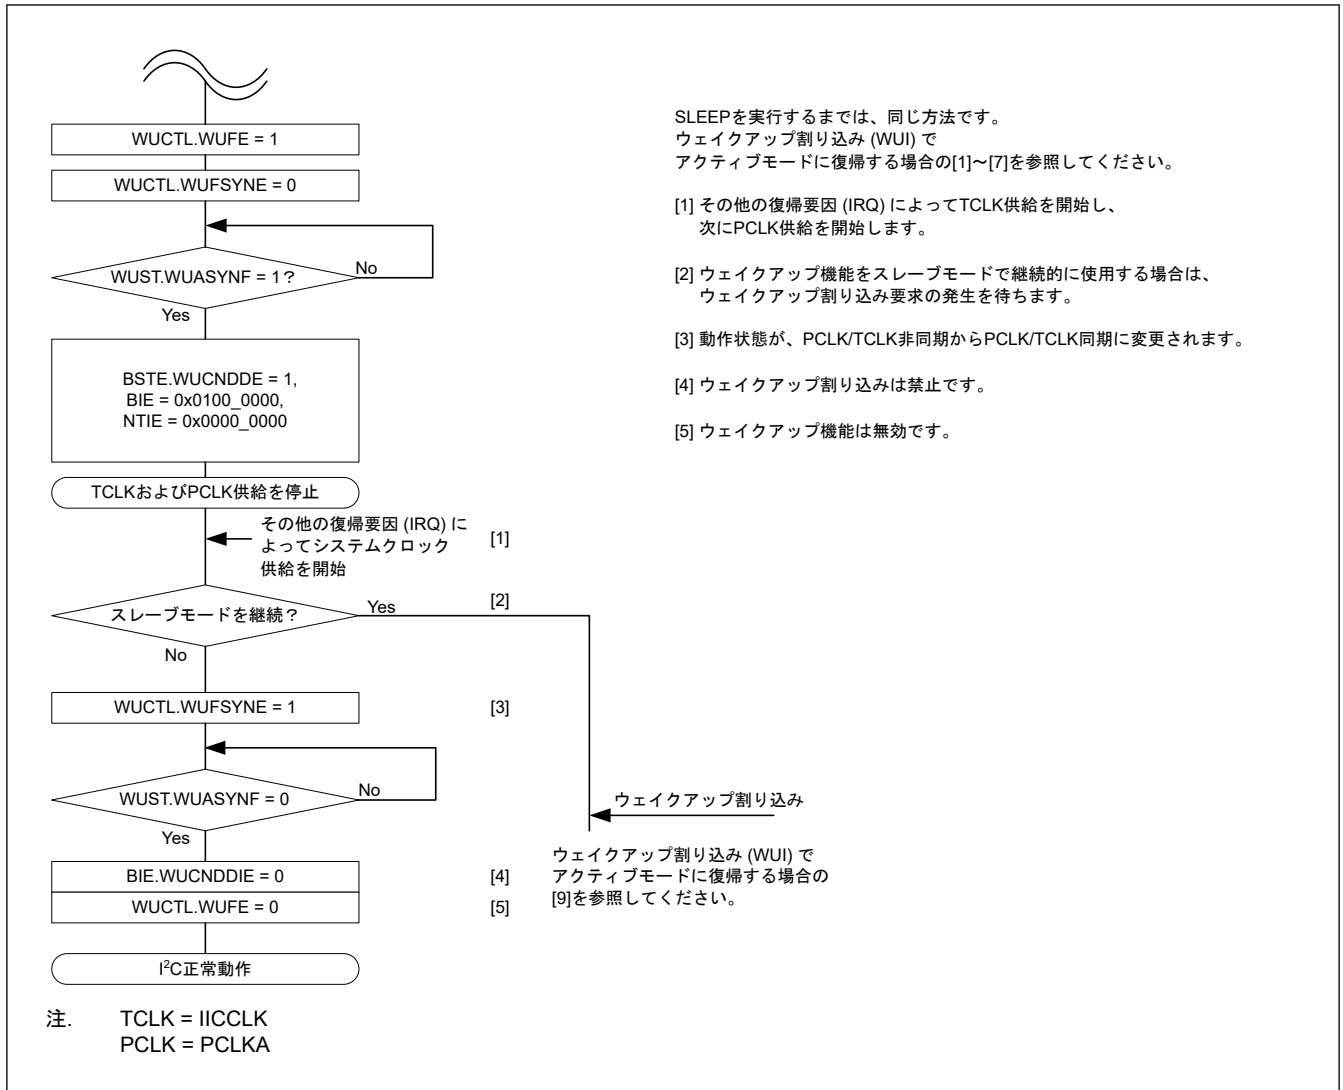 WUCTL.WUFE = 1
WUCTL.WUFSYNE = 0
WUST.WUASYNF = 1?
No
Yes
BSTE.WUCNDDE = 1,
BIE = 0x0100_0000,
NTIE = 0x0000_0000
TCLKおよびPCLK供給を停止
その他の復帰要因 (IRQ) に
よってシステムクロック
供給を開始
[1]
スレーブモードを継続?
Yes
[2]
No
WUCTL.WUFSYNE = 1
[3]
WUST.WUASYNF = 0
No
Yes
ウェイクアップ割り込み
ウェイクアップ割り込み (WUI) で
アクティブモードに復帰する場合の
[9]を参照してください。
BIE.WUCNDDIE = 0
[4]
WUCTL.WUFE = 0
[5]
I²C正常動作
SLEEPを実行するまでは、同じ方法です。
ウェイクアップ割り込み (WUI) で
アクティブモードに復帰する場合の[1]~[7]を参照してください。
[1] その他の復帰要因 (IRQ) によってTCLK供給を開始し、
次にPCLK供給を開始します。
[2] ウェイクアップ機能をスレーブモードで継続的に使用する場合は、
ウェイクアップ割り込み要求の発生を待ちます。
[3] 動作状態が、PCLK/TCLK非同期からPCLK/TCLK同期に変更されます。
[4] ウェイクアップ割り込みは禁止です。
[5] ウェイクアップ機能は無効です。
注. TCLK = IICCLK
PCLK = PCLKA